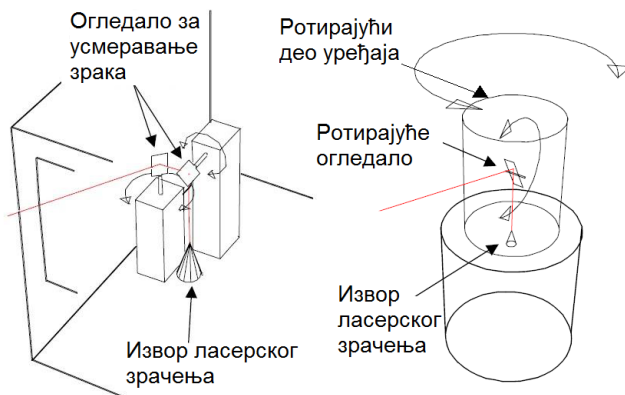 Огледало за
усмеравање
зрака
Извор ласерског
зрачења
Ротирајући
део уређаја
Ротирајуће
огледало
Извор
ласерског
зрачења